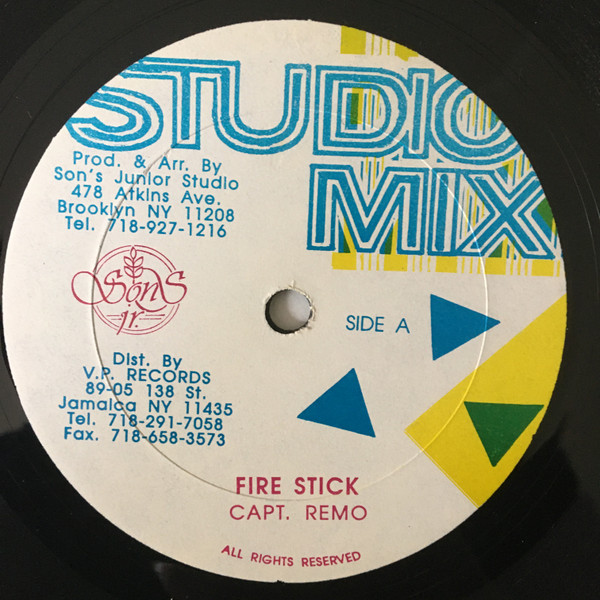 STUDIO
MIX
Prod. & Arr. By
Son's Junior Studio
478 Atkins Ave.
Brooklyn NY 11208
Tel. 718-927-1216
Sons
jr.
SIDE A
Dist. By
V.P. RECORDS
89-05 138 St.
Jamaica NY 11435
Tel. 718-291-7058
Fax. 718-658-3573
FIRE STICK
CAPT. REMO
ALL RIGHTS RESERVED